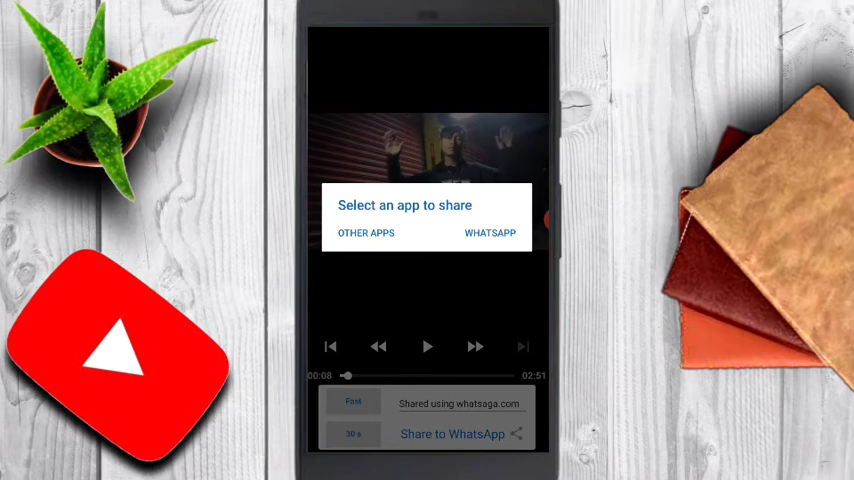 Select an app to share
OTHER APPS
WHATSAPP
00:08
02:51
Fast
Shared using whatsaga.com
30 s
Share to WhatsApp